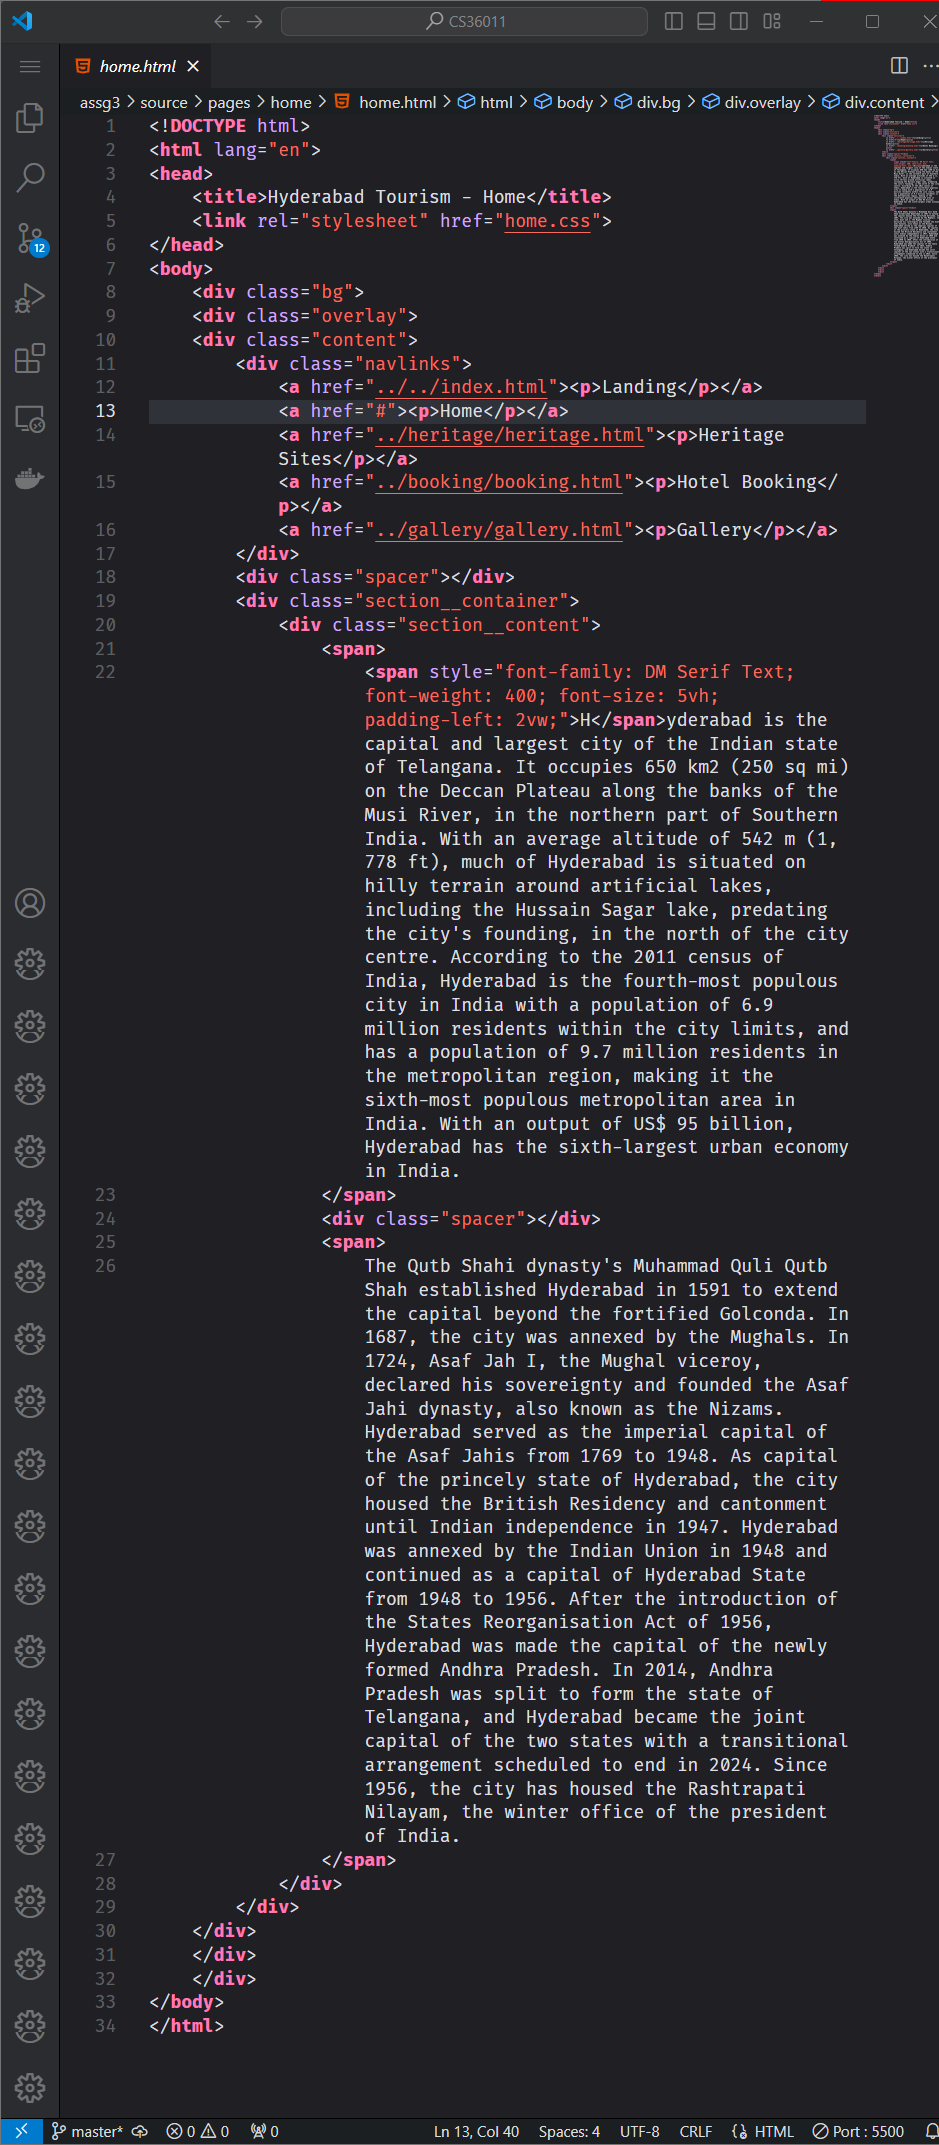 CS36011
home.html
assg3 > source > pages > home > home.html > html > body > div.bg > div.overlay > div.content >
1 <!DOCTYPE html>
2 <html lang="en">
3 <head>
4 <title>Hyderabad Tourism - Home</title>
5 <link rel="stylesheet" href="home.css">
6 </head>
7 <body>
8 <div class="bg">
9 <div class="overlay">
10 <div class="content">
11 <div class="navlinks">
12 <a href="../../index.html"><p>Landing</p></a>
13 <a href="#"><p>Home</p></a>
14 <a href="../heritage/heritage.html"><p>Heritage
Sites</p></a>
15 <a href="../booking/booking.html"><p>Hotel Booking</
p></a>
16 <a href="../gallery/gallery.html"><p>Gallery</p></a>
17 </div>
18 <div class="spacer"></div>
19 <div class="section__container">
20 <div class="section__content">
21 <span>
22 <span style="font-family: DM Serif Text;
font-weight: 400; font-size: 5vh;
padding-left: 2vw;">H</span>yderabad is the
capital and largest city of the Indian state
of Telangana. It occupies 650 km2 (250 sq mi)
on the Deccan Plateau along the banks of the
Musi River, in the northern part of Southern
India. With an average altitude of 542 m (1,
778 ft), much of Hyderabad is situated on
hilly terrain around artificial lakes,
including the Hussain Sagar lake, predating
the city's founding, in the north of the city
centre. According to the 2011 census of
India, Hyderabad is the fourth-most populous
city in India with a population of 6.9
million residents within the city limits, and
has a population of 9.7 million residents in
the metropolitan region, making it the
sixth-most populous metropolitan area in
India. With an output of US$ 95 billion,
Hyderabad has the sixth-largest urban economy
in India.
23 </span>
24 <div class="spacer"></div>
25 <span>
26 The Qutb Shahi dynasty's Muhammad Quli Qutb
Shah established Hyderabad in 1591 to extend
the capital beyond the fortified Golconda. In
1687, the city was annexed by the Mughals. In
1724, Asaf Jah I, the Mughal viceroy,
declared his sovereignty and founded the Asaf
Jahi dynasty, also known as the Nizams.
Hyderabad served as the imperial capital of
the Asaf Jahis from 1769 to 1948. As capital
of the princely state of Hyderabad, the city
housed the British Residency and cantonment
until Indian independence in 1947. Hyderabad
was annexed by the Indian Union in 1948 and
continued as a capital of Hyderabad State
from 1948 to 1956. After the introduction of
the States Reorganisation Act of 1956,
Hyderabad was made the capital of the newly
formed Andhra Pradesh. In 2014, Andhra
Pradesh was split to form the state of
Telangana, and Hyderabad became the joint
capital of the two states with a transitional
arrangement scheduled to end in 2024. Since
1956, the city has housed the Rashtrapati
Nilayam, the winter office of the president
of India.
27 </span>
28 </div>
29 </div>
30 </div>
31 </div>
32 </div>
33 </body>
34 </html>
12
master* 0 0 0 Ln 13, Col 40 Spaces: 4 UTF-8 CRLF HTML Port : 5500